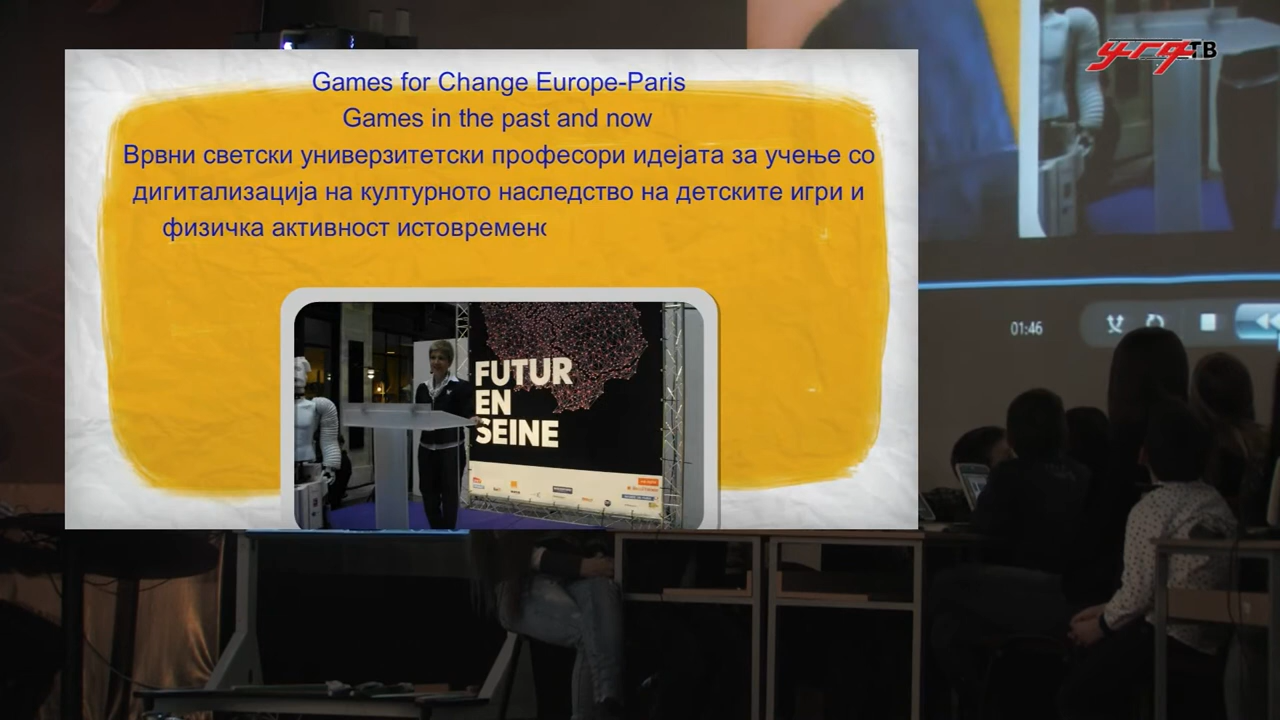 Games for Change Europe-Paris
Games in the past and now
Врвни светски универзитетски професори идејата за учење со
дигитализација на културното наследство на детските игри и
физичка активност истовремено
FUTUR
EN
SEINE
01:46
угдТВ